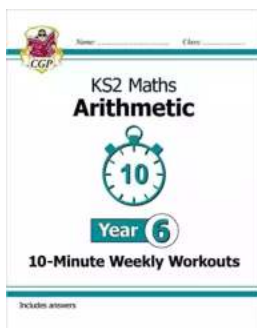 Name: Class:
CGP
KS2 Maths
Arithmetic
10
Year 6
10-Minute Weekly Workouts
Includes answers